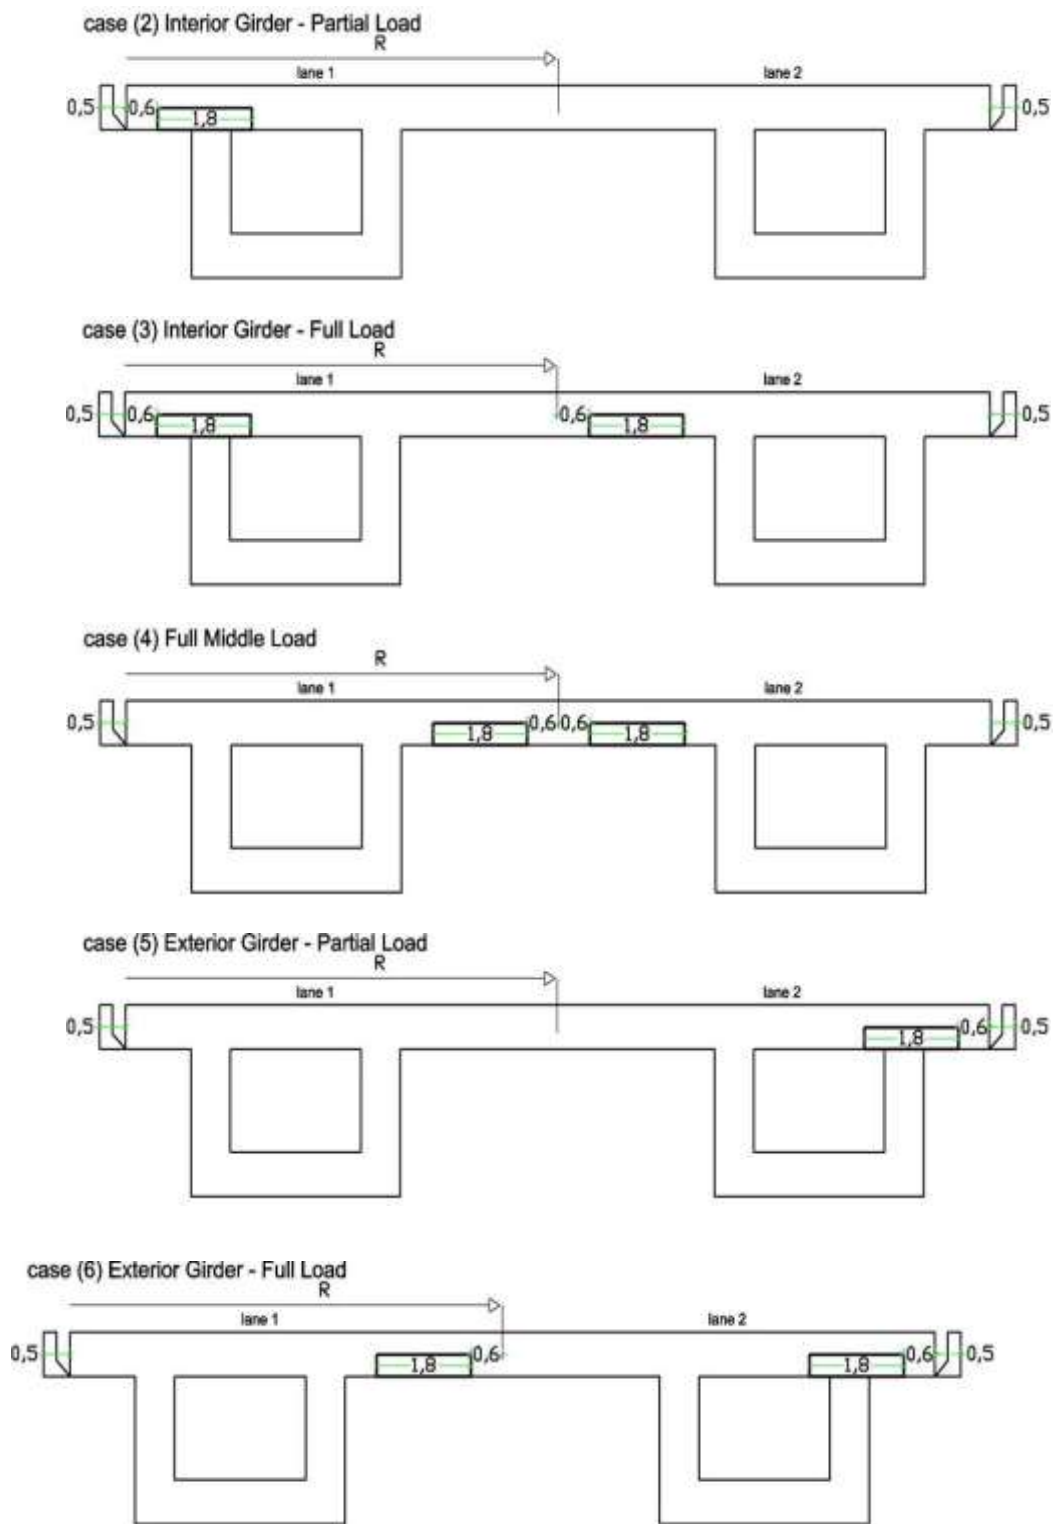 case (2) Interior Girder - Partial Load
R
lane 1 lane 2
0,5 0,6 1,8 0,5
case (3) Interior Girder - Full Load
R
lane 1 lane 2
0,5 0,6 1,8 0,6 1,8 0,5
case (4) Full Middle Load
R
lane 1 lane 2
0,5 1,8 0,6 0,6 1,8 0,5
case (5) Exterior Girder - Partial Load
R
lane 1 lane 2
0,5 1,8 0,6 0,5
case (6) Exterior Girder - Full Load
R
lane 1 lane 2
0,5 1,8 0,6 1,8 0,6 0,5